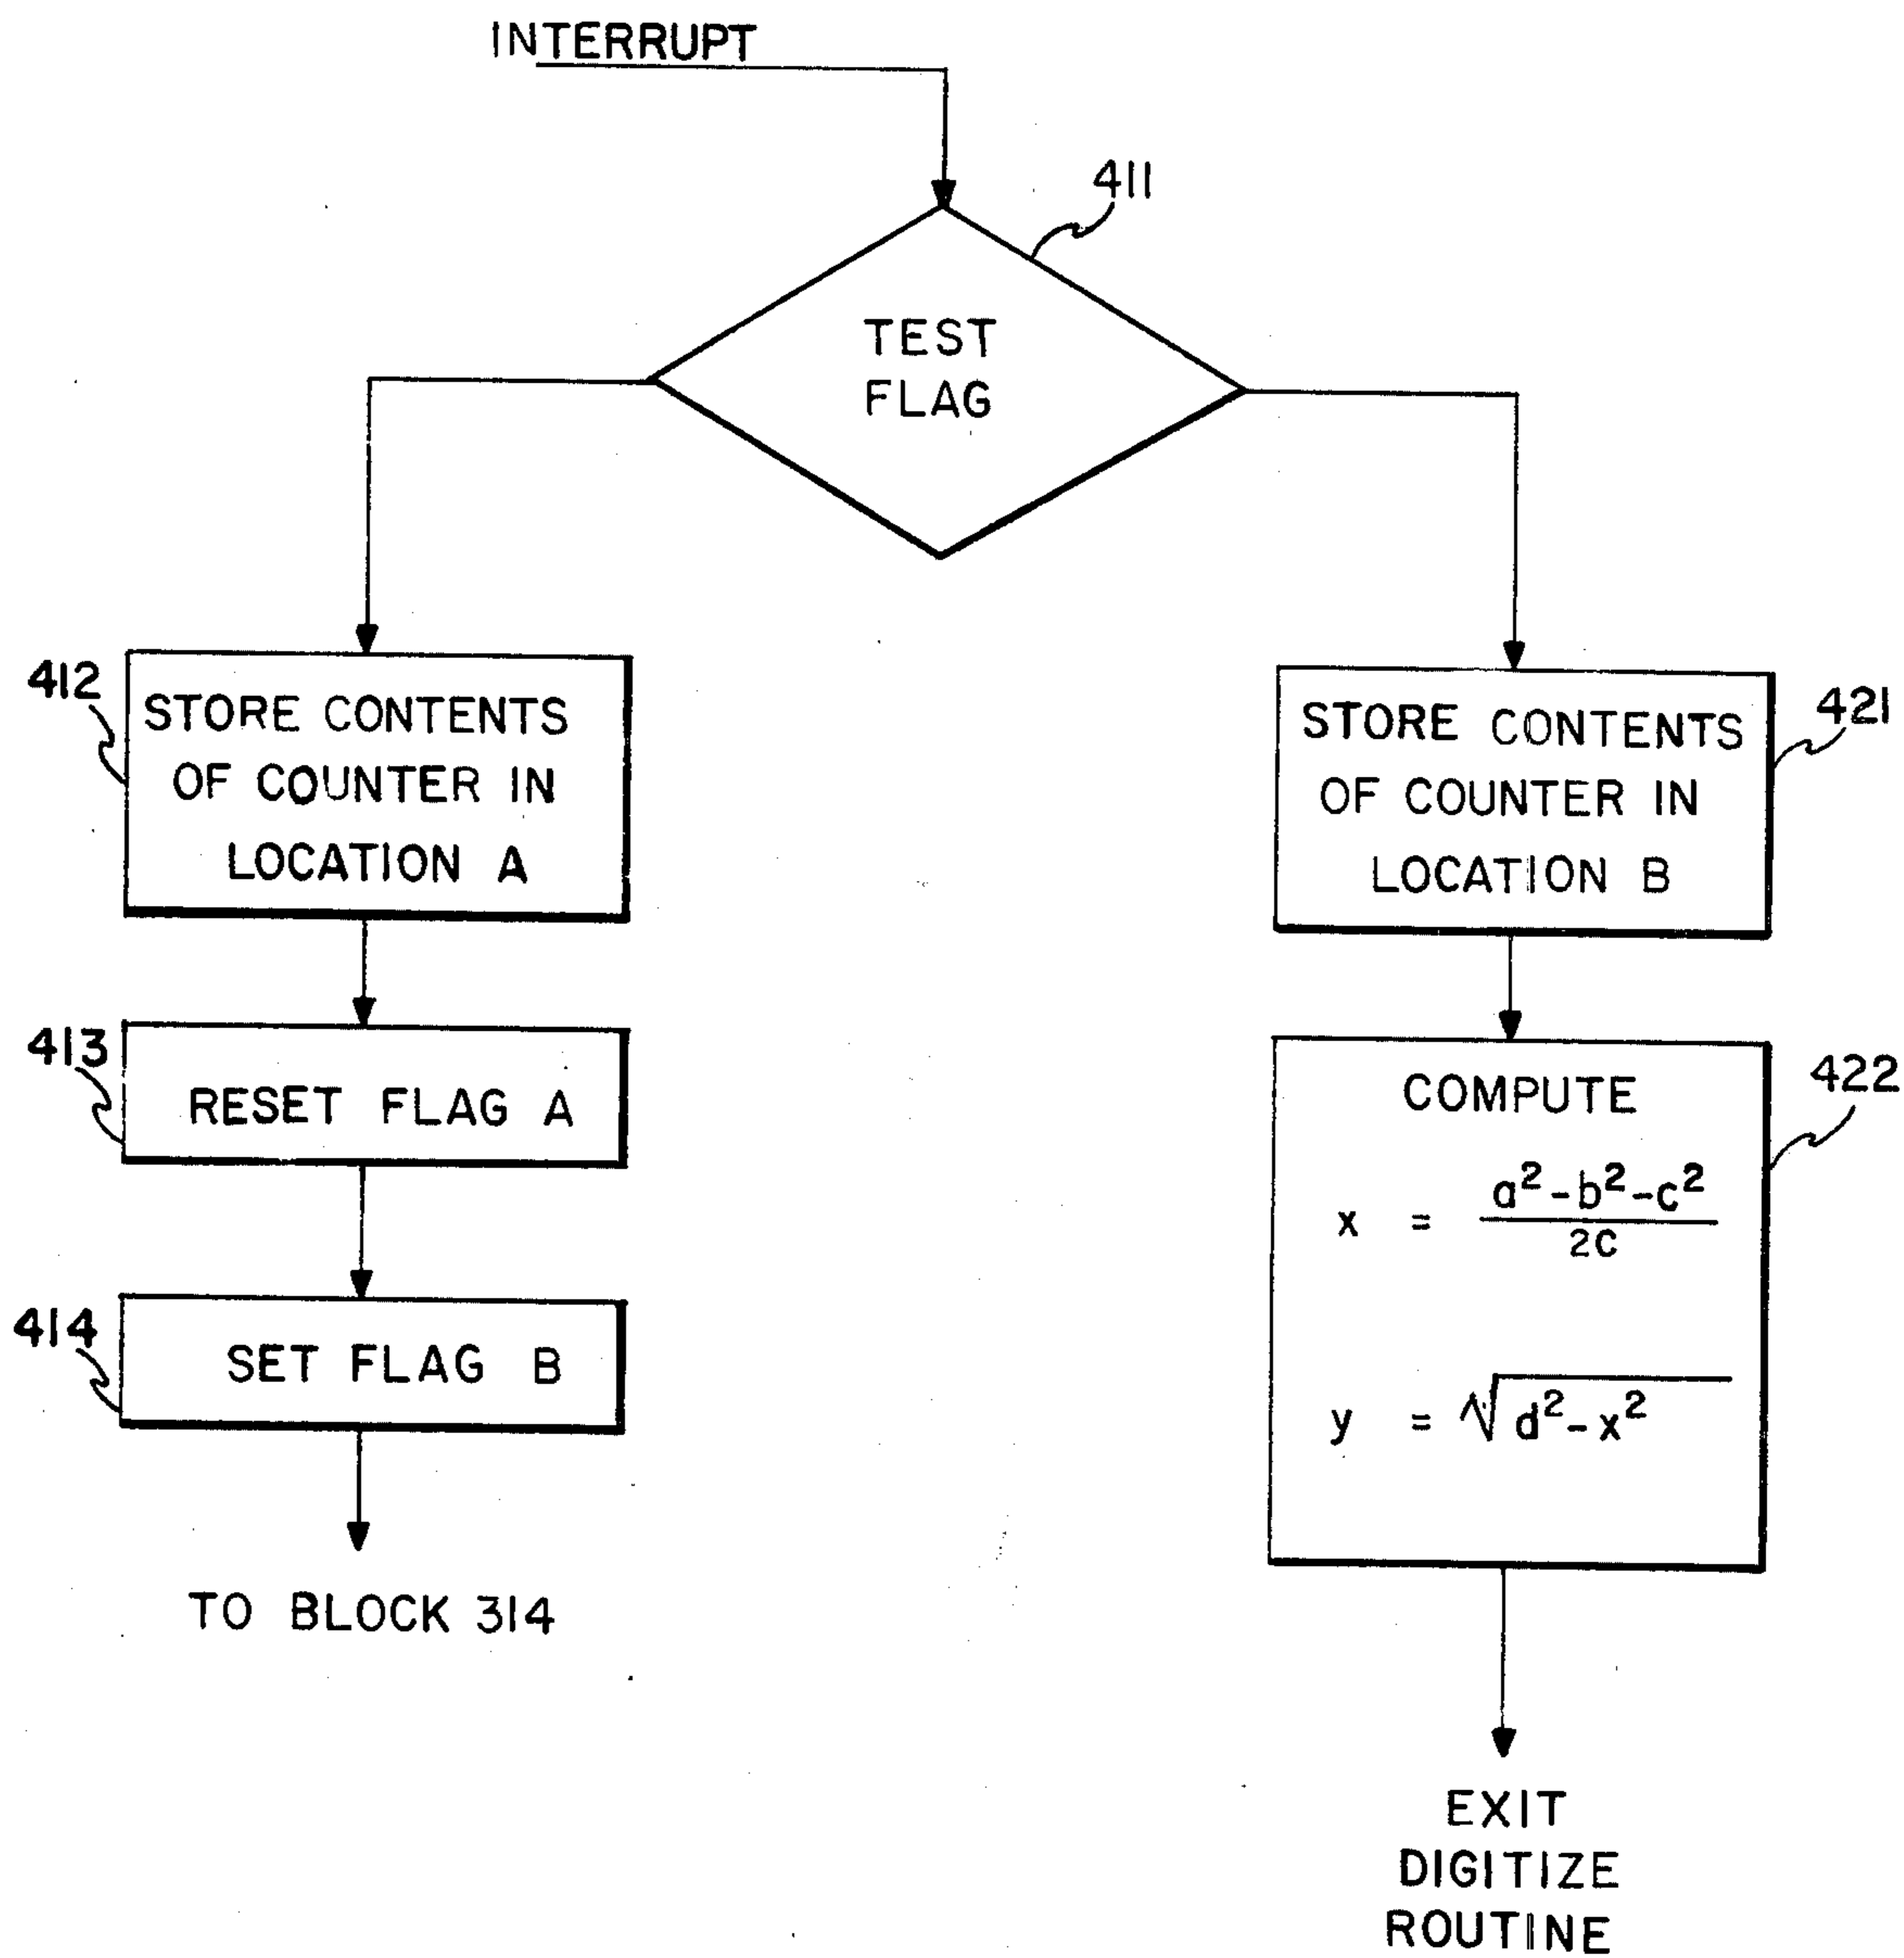 INTERRUPT
411
TEST
FLAG
412
STORE CONTENTS
OF COUNTER IN
LOCATION A
421
STORE CONTENTS
OF COUNTER IN
LOCATION B
413
RESET FLAG A
422
COMPUTE
x = a²-b²-c² / 2c
414
SET FLAG B
y = √d²-x²
TO BLOCK 314
EXIT
DIGITIZE
ROUTINE